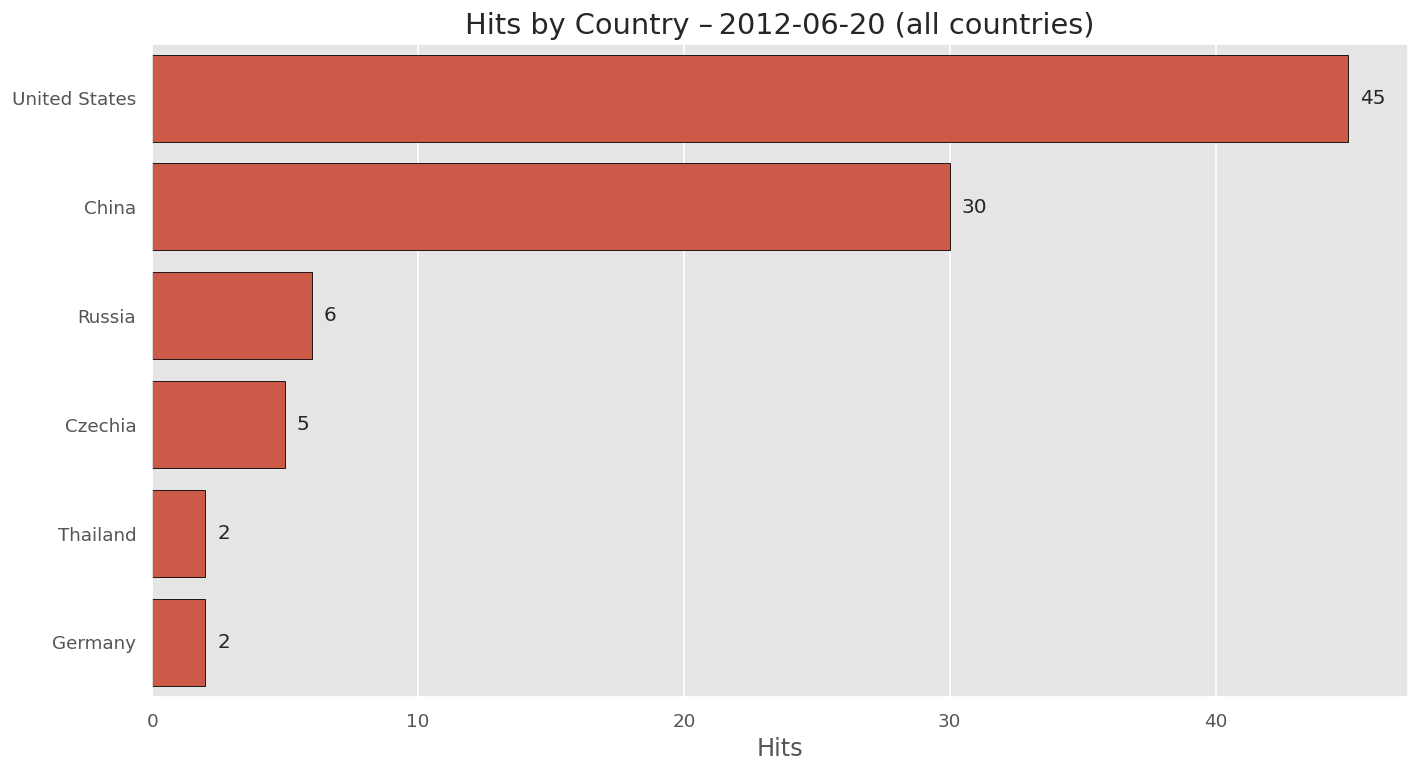 Hits by Country – 2012-06-20 (all countries)
United States 45
China 30
Russia 6
Czechia 5
Thailand 2
Germany 2
0 10 20 30 40
Hits